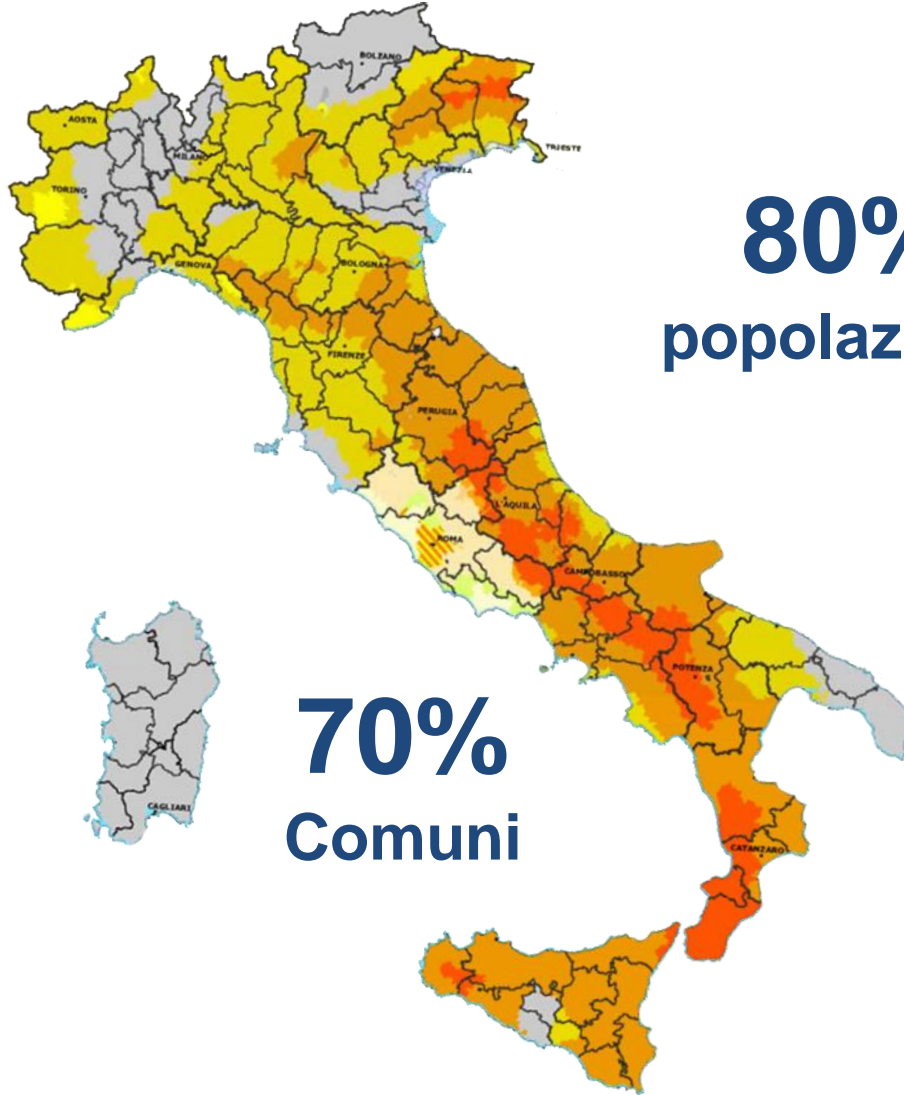 BOLZANO
AOSTA
TRIESTE
MILANO
VENEZIA
TORINO
GENOVA
BOLOGNA
FIRENZE
PERUGIA
L'AQUILA
ROMA
CAMPOBASSO
POTENZA
CAGLIARI
CATANZARO
80%
popolaz
70%
Comuni